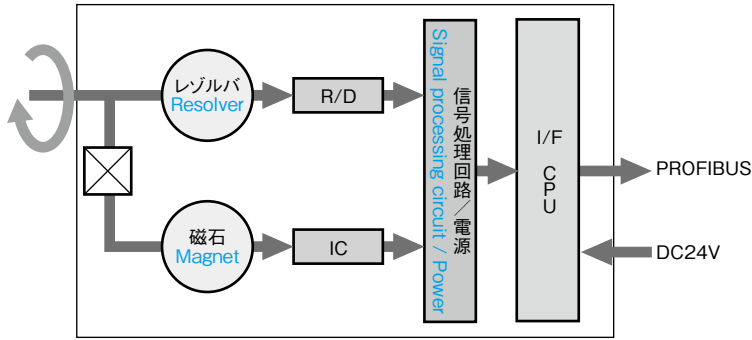 レゾルバ
Resolver
R/D
磁石
Magnet
IC
信号処理回路／電源
Signal processing circuit / Power
I/F
CPU
PROFIBUS
DC24V